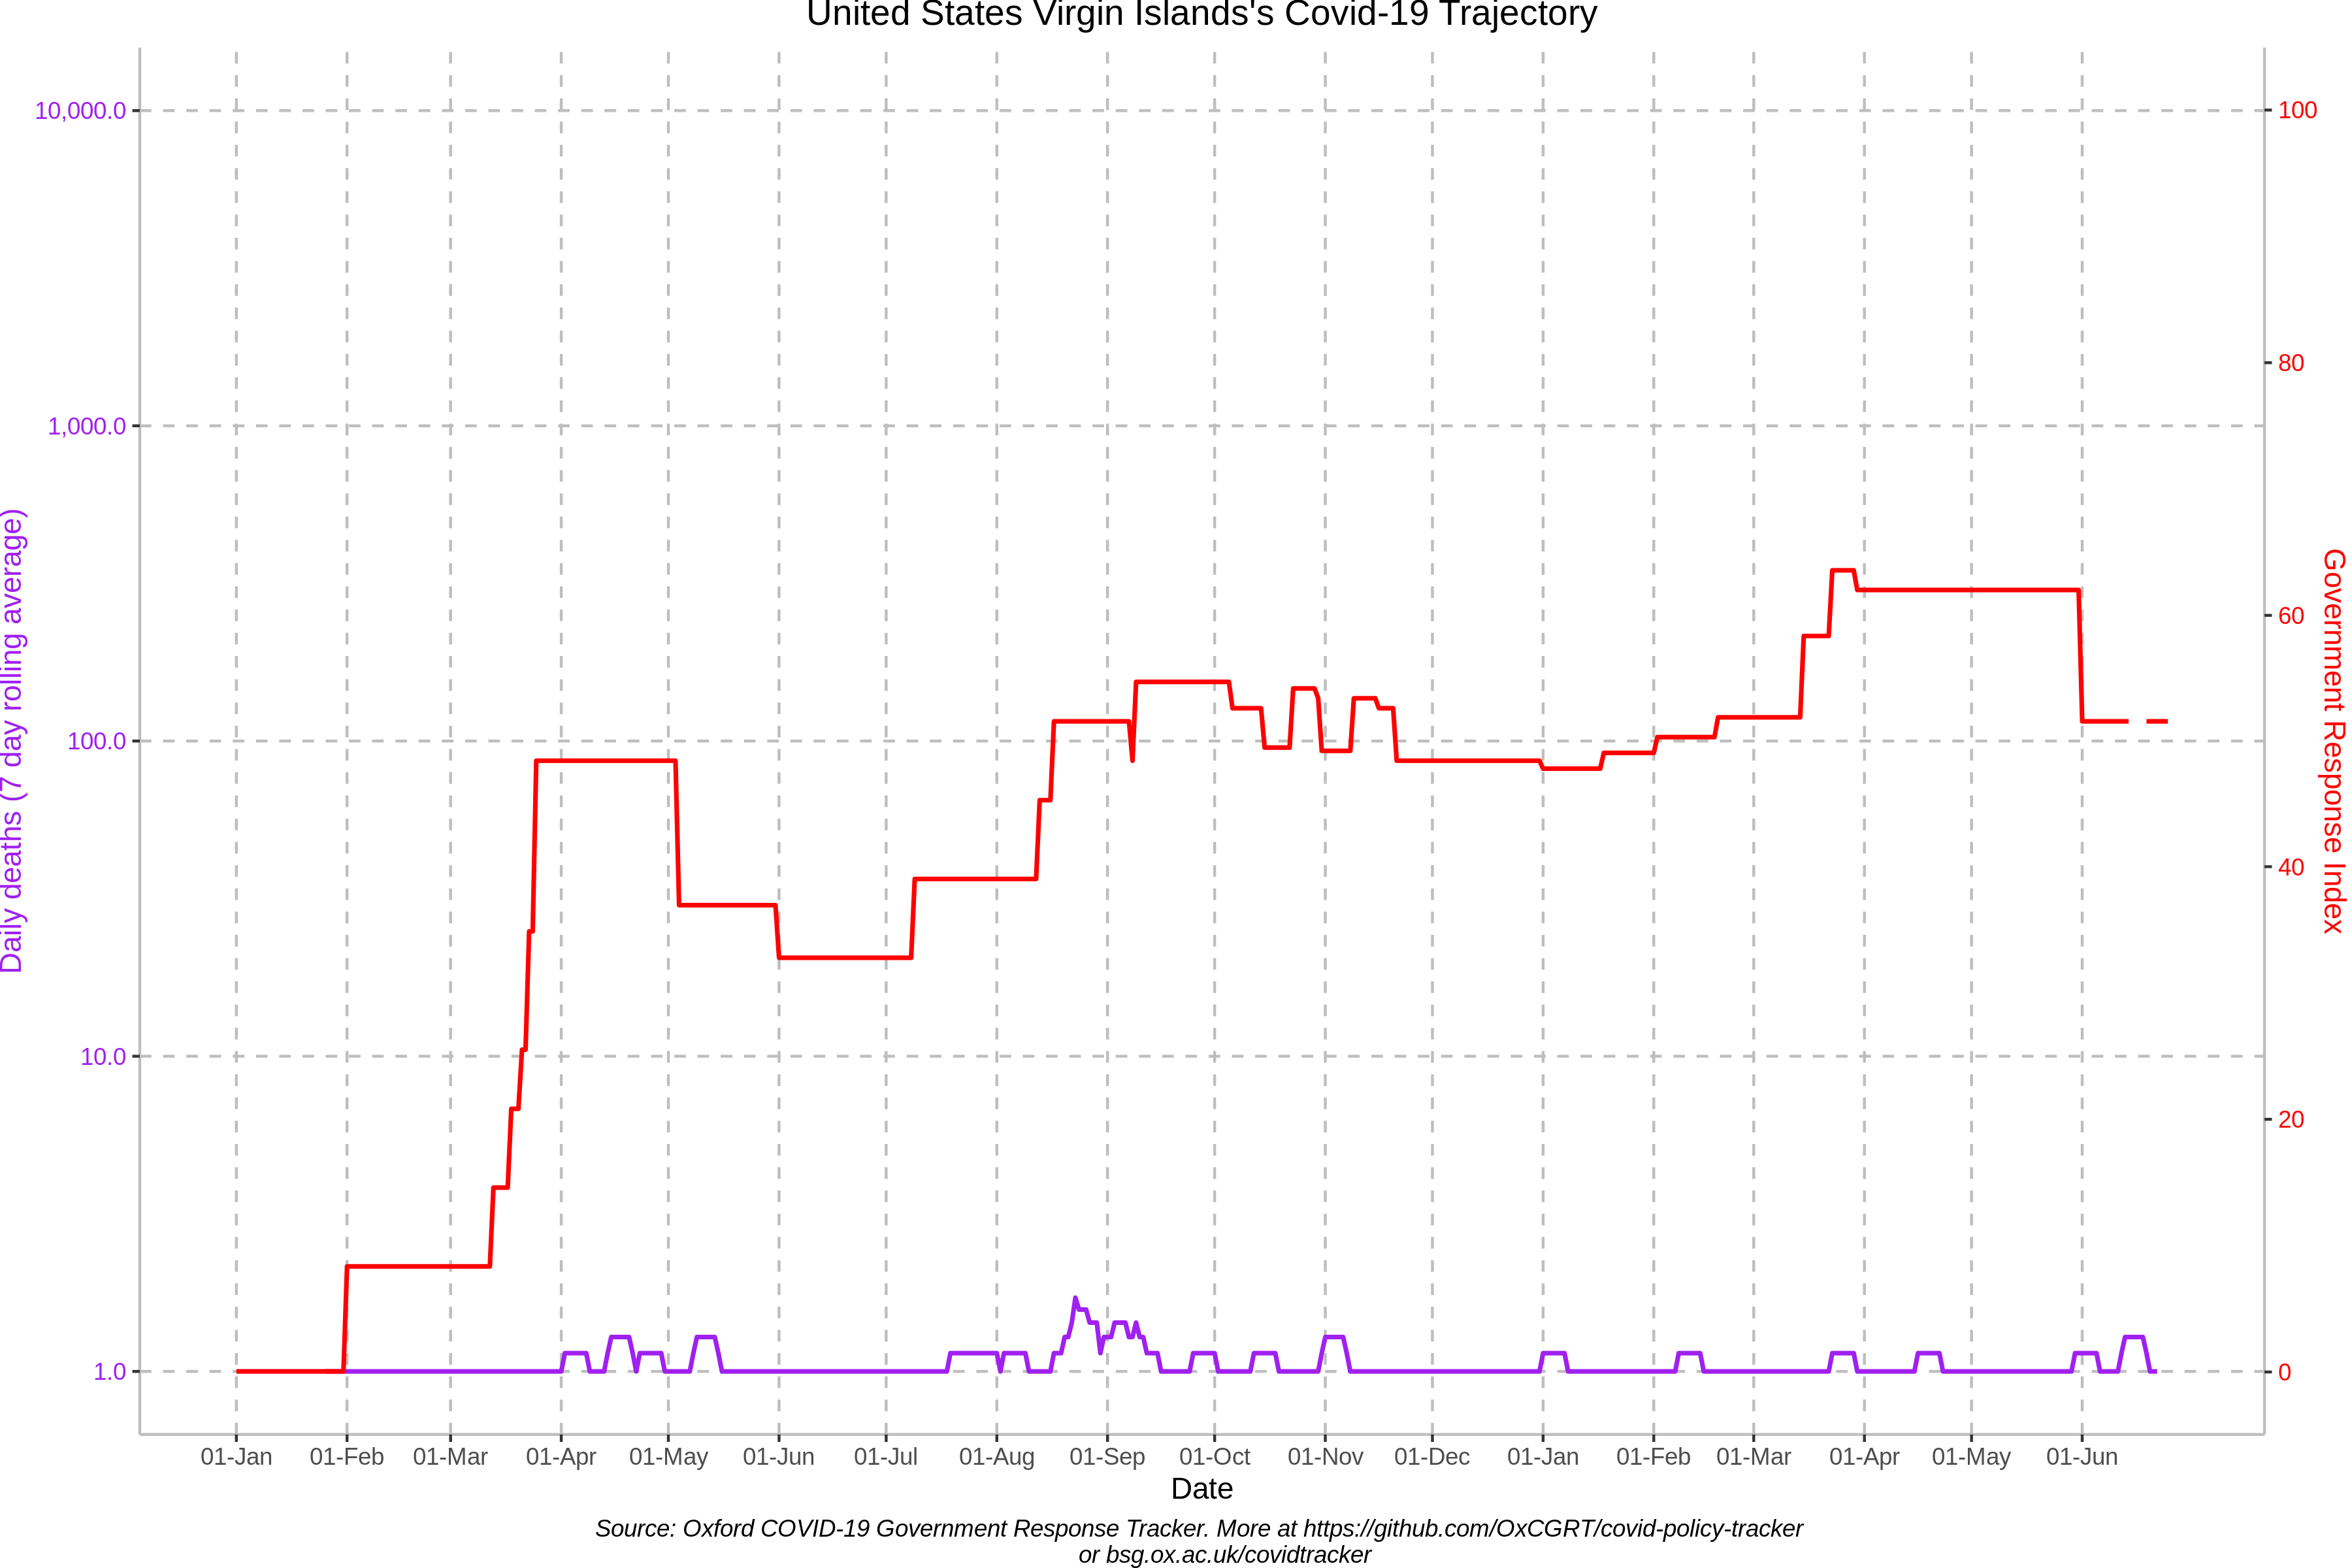 United States Virgin Islands's Covid-19 Trajectory
10,000.0
1,000.0
100.0
10.0
1.0
Daily deaths (7 day rolling average)
100
80
60
40
20
0
Government Response Index
01-Jan 01-Feb 01-Mar 01-Apr 01-May 01-Jun 01-Jul 01-Aug 01-Sep 01-Oct 01-Nov 01-Dec 01-Jan 01-Feb 01-Mar 01-Apr 01-May 01-Jun
Date
Source: Oxford COVID-19 Government Response Tracker. More at https://github.com/OxCGRT/covid-policy-tracker
or bsg.ox.ac.uk/covidtracker